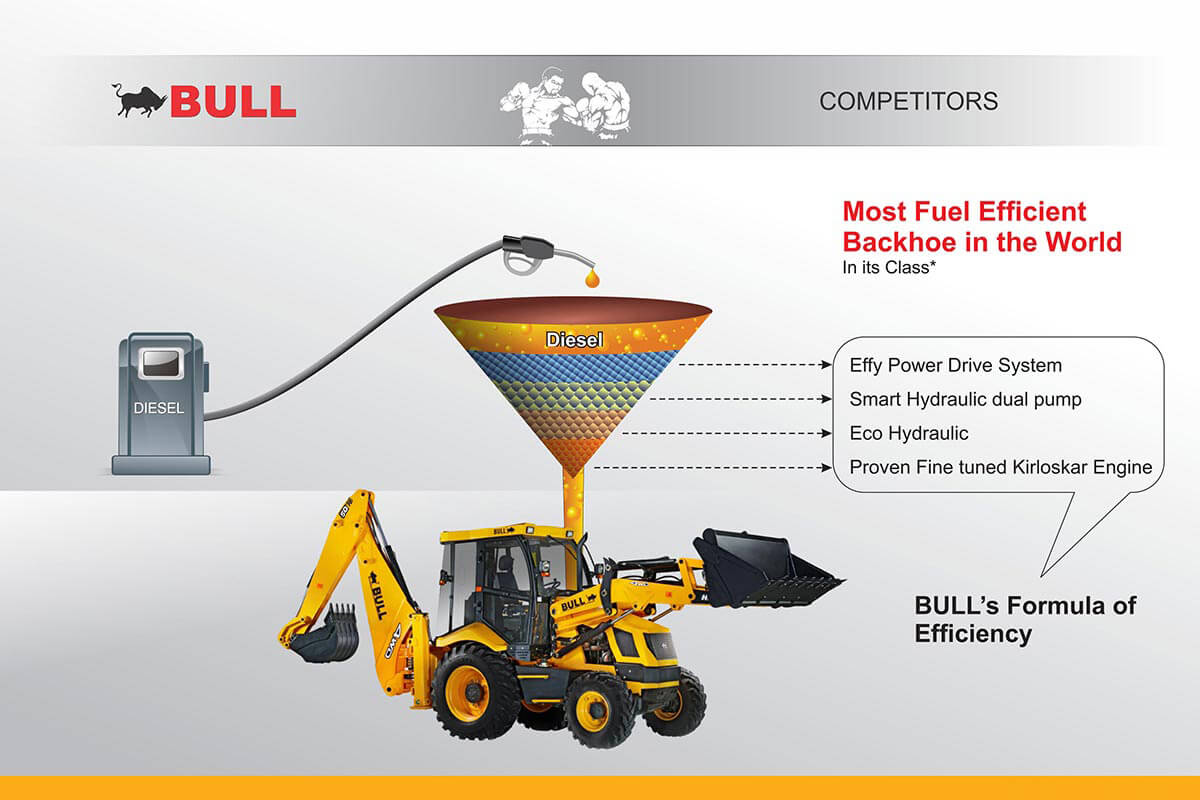 BULL
COMPETITORS
Most Fuel Efficient
Backhoe in the World
In its Class*
Diesel
DIESEL
Effy Power Drive System
Smart Hydraulic dual pump
Eco Hydraulic
Proven Fine tuned Kirloskar Engine
BULL
BULL
BULL
4WD
BULL's Formula of
Efficiency